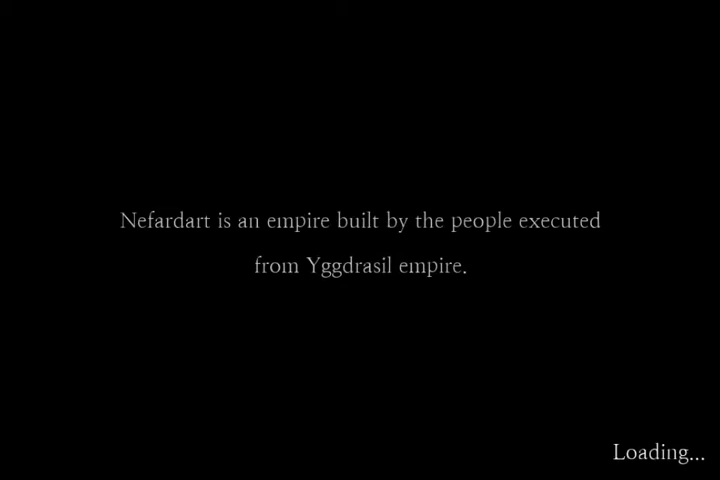 Nefardart is an empire built by the people executed
from Yggdrasil empire.
Loading...